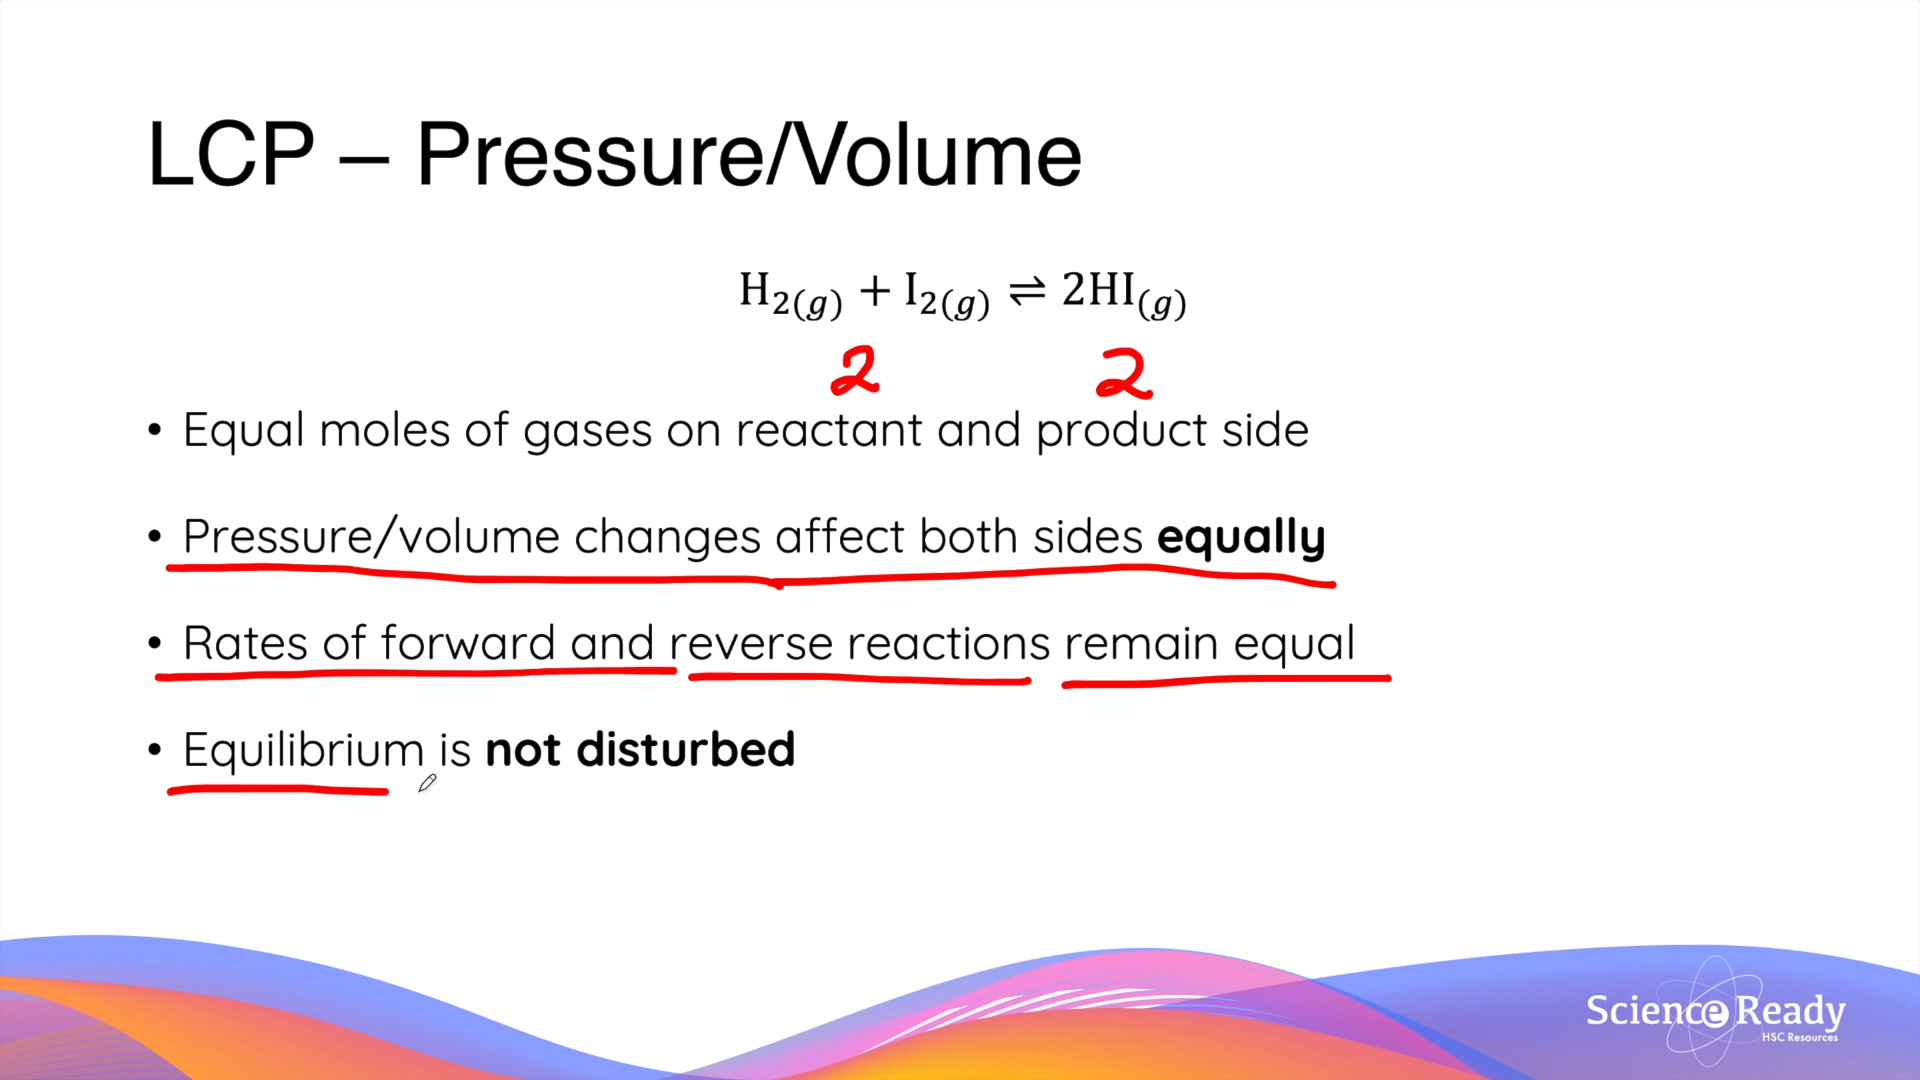 LCP – Pressure/Volume
H₂(g) + I₂(g) ⇌ 2HI(g)
2 2
• Equal moles of gases on reactant and product side
• Pressure/volume changes affect both sides equally
• Rates of forward and reverse reactions remain equal
• Equilibrium is not disturbed
Science Ready
HSC Resources